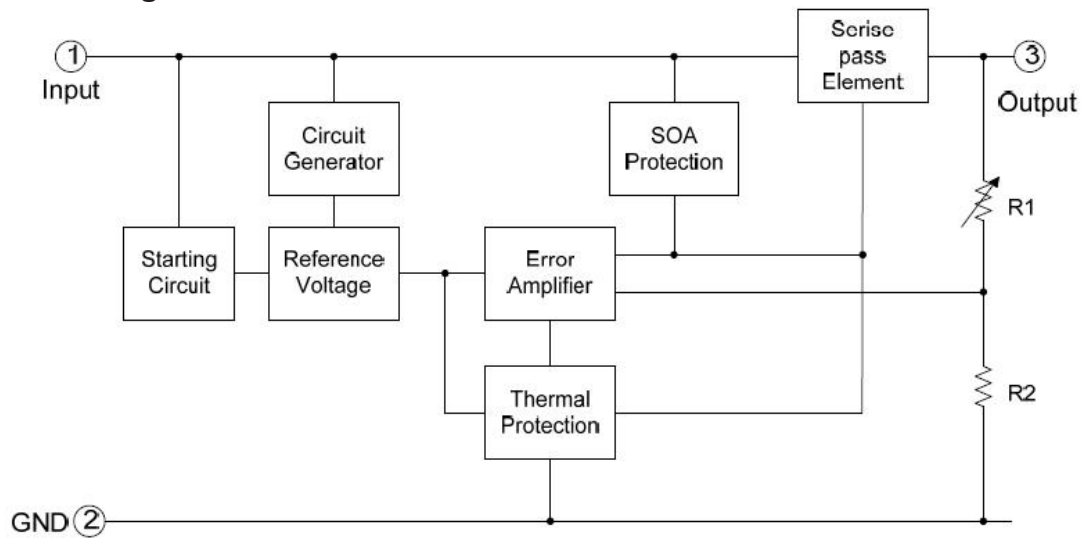 Serise
pass
Element
1
Input
3
Output
Circuit
Generator
SOA
Protection
R1
Starting
Circuit
Reference
Voltage
Error
Amplifier
Thermal
Protection
R2
GND 2